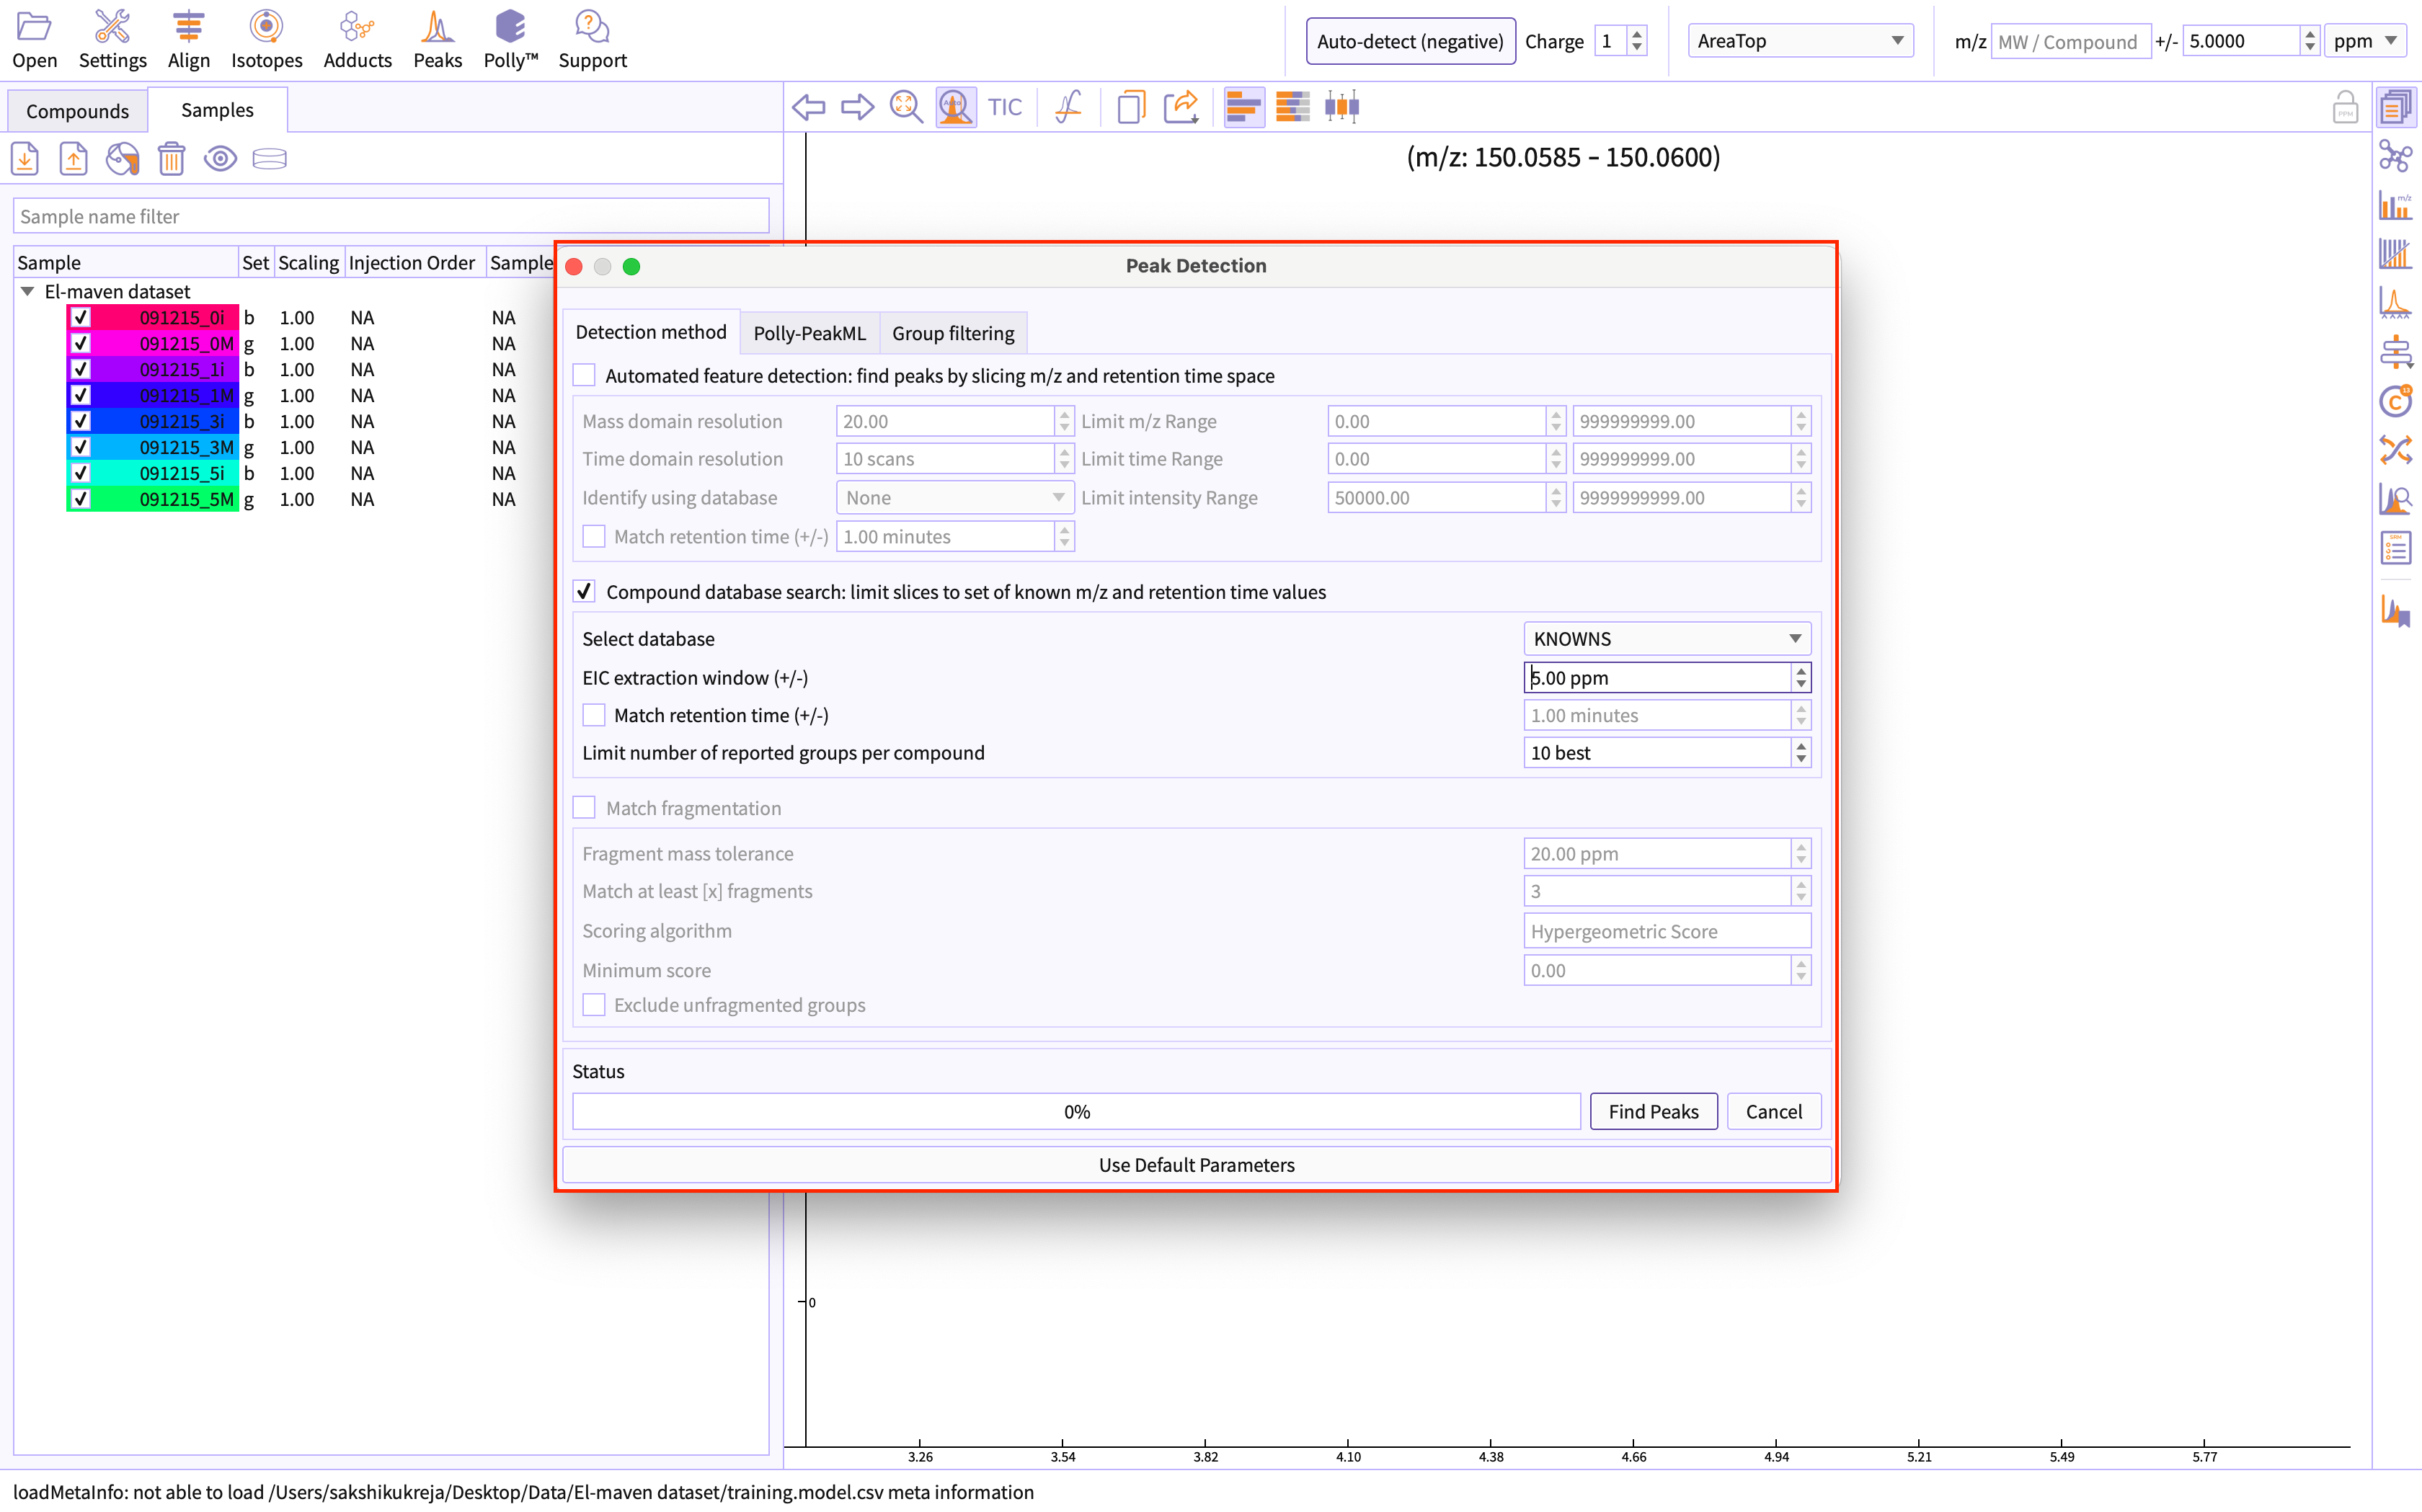 Open Settings Align Isotopes Adducts Peaks Polly™ Support
Auto-detect (negative) Charge 1 AreaTop m/z MW / Compound +/- 5.0000 ppm
Compounds Samples
TIC
PPM
Auto
(m/z: 150.0585 - 150.0600)
Sample name filter
Sample Set Scaling Injection Order Sample
El-maven dataset
091215_0i b 1.00 NA NA
091215_0M g 1.00 NA NA
091215_1i b 1.00 NA NA
091215_1M g 1.00 NA NA
091215_3i b 1.00 NA NA
091215_3M g 1.00 NA NA
091215_5i b 1.00 NA NA
091215_5M g 1.00 NA NA
Peak Detection
Detection method Polly-PeakML Group filtering
Automated feature detection: find peaks by slicing m/z and retention time space
Mass domain resolution 20.00 Limit m/z Range 0.00 999999999.00
Time domain resolution 10 scans Limit time Range 0.00 999999999.00
Identify using database None Limit intensity Range 50000.00 9999999999.00
Match retention time (+/-) 1.00 minutes
Compound database search: limit slices to set of known m/z and retention time values
Select database KNOWNS
EIC extraction window (+/-) 5.00 ppm
Match retention time (+/-) 1.00 minutes
Limit number of reported groups per compound 10 best
Match fragmentation
Fragment mass tolerance 20.00 ppm
Match at least [x] fragments 3
Scoring algorithm Hypergeometric Score
Minimum score 0.00
Exclude unfragmented groups
Status
0% Find Peaks Cancel
Use Default Parameters
m/z
C 13
SRM
0
3.26 3.54 3.82 4.10 4.38 4.66 4.94 5.21 5.49 5.77
loadMetaInfo: not able to load /Users/sakshikukreja/Desktop/Data/El-maven dataset/training.model.csv meta information